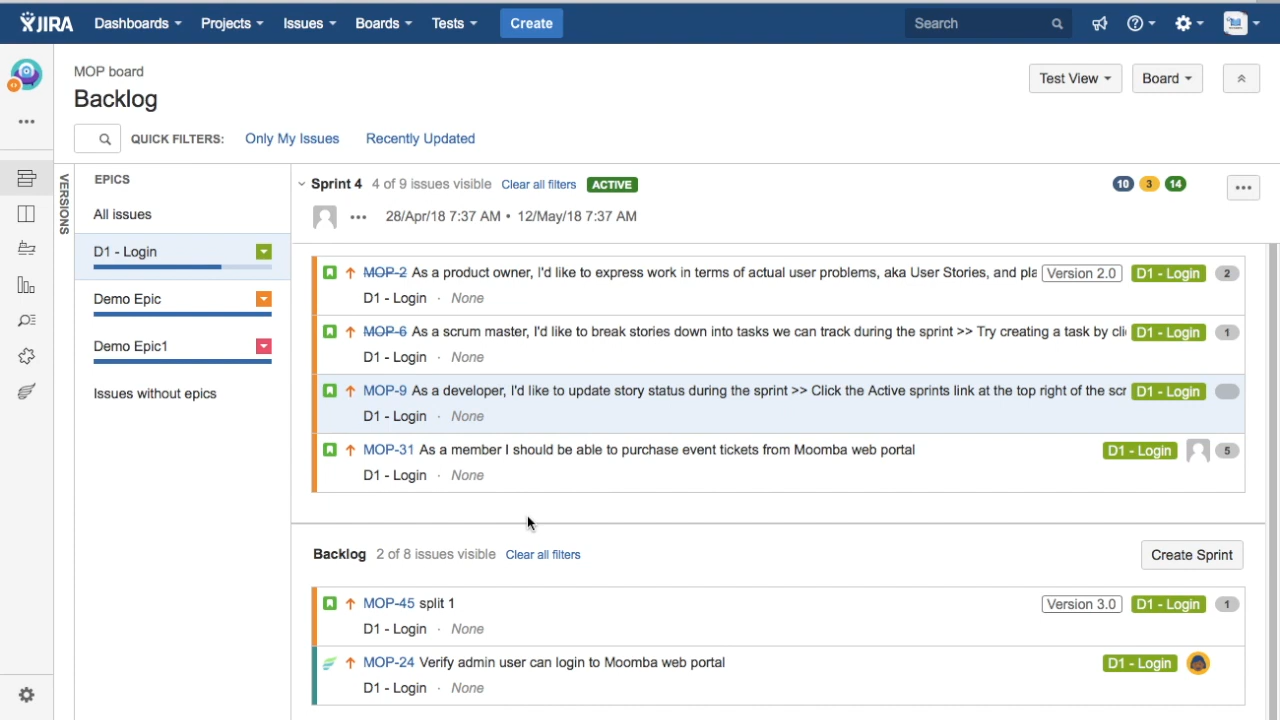 JIRA Dashboards Projects Issues Boards Tests Create Search
MOP board
Backlog
Test View Board
QUICK FILTERS: Only My Issues Recently Updated
VERSIONS
EPICS
All issues
D1 - Login
Demo Epic
Demo Epic1
Issues without epics
Sprint 4 4 of 9 issues visible Clear all filters ACTIVE 10 3 14
28/Apr/18 7:37 AM • 12/May/18 7:37 AM
MOP-2 As a product owner, I'd like to express work in terms of actual user problems, aka User Stories, and pla Version 2.0 D1 - Login 2
D1 - Login · None
MOP-6 As a scrum master, I'd like to break stories down into tasks we can track during the sprint >> Try creating a task by cli D1 - Login 1
D1 - Login · None
MOP-9 As a developer, I'd like to update story status during the sprint >> Click the Active sprints link at the top right of the scr D1 - Login
D1 - Login · None
MOP-31 As a member I should be able to purchase event tickets from Moomba web portal D1 - Login 5
D1 - Login · None
Backlog 2 of 8 issues visible Clear all filters Create Sprint
MOP-45 split 1 Version 3.0 D1 - Login 1
D1 - Login · None
MOP-24 Verify admin user can login to Moomba web portal D1 - Login
D1 - Login · None